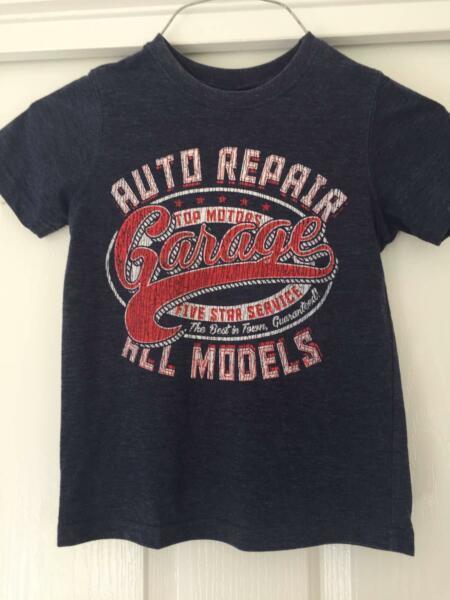 AUTO REPAIR
TOP MOTORS
Garage
FIVE STAR SERVICE
The Best in Town, Guaranteed!
ALL MODELS